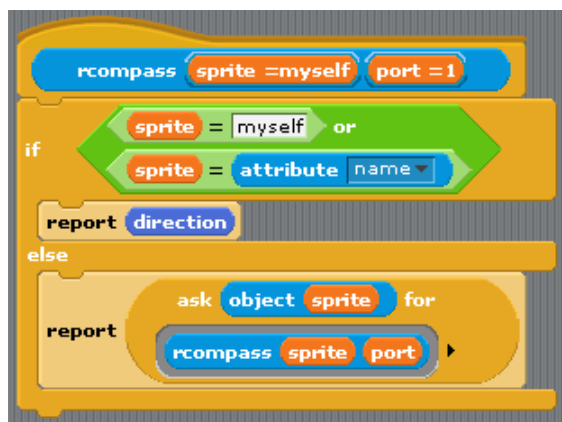 rcompass sprite =myself port =1
sprite = myself or
if
sprite = attribute name
report direction
else
ask object sprite for
report
rcompass sprite port